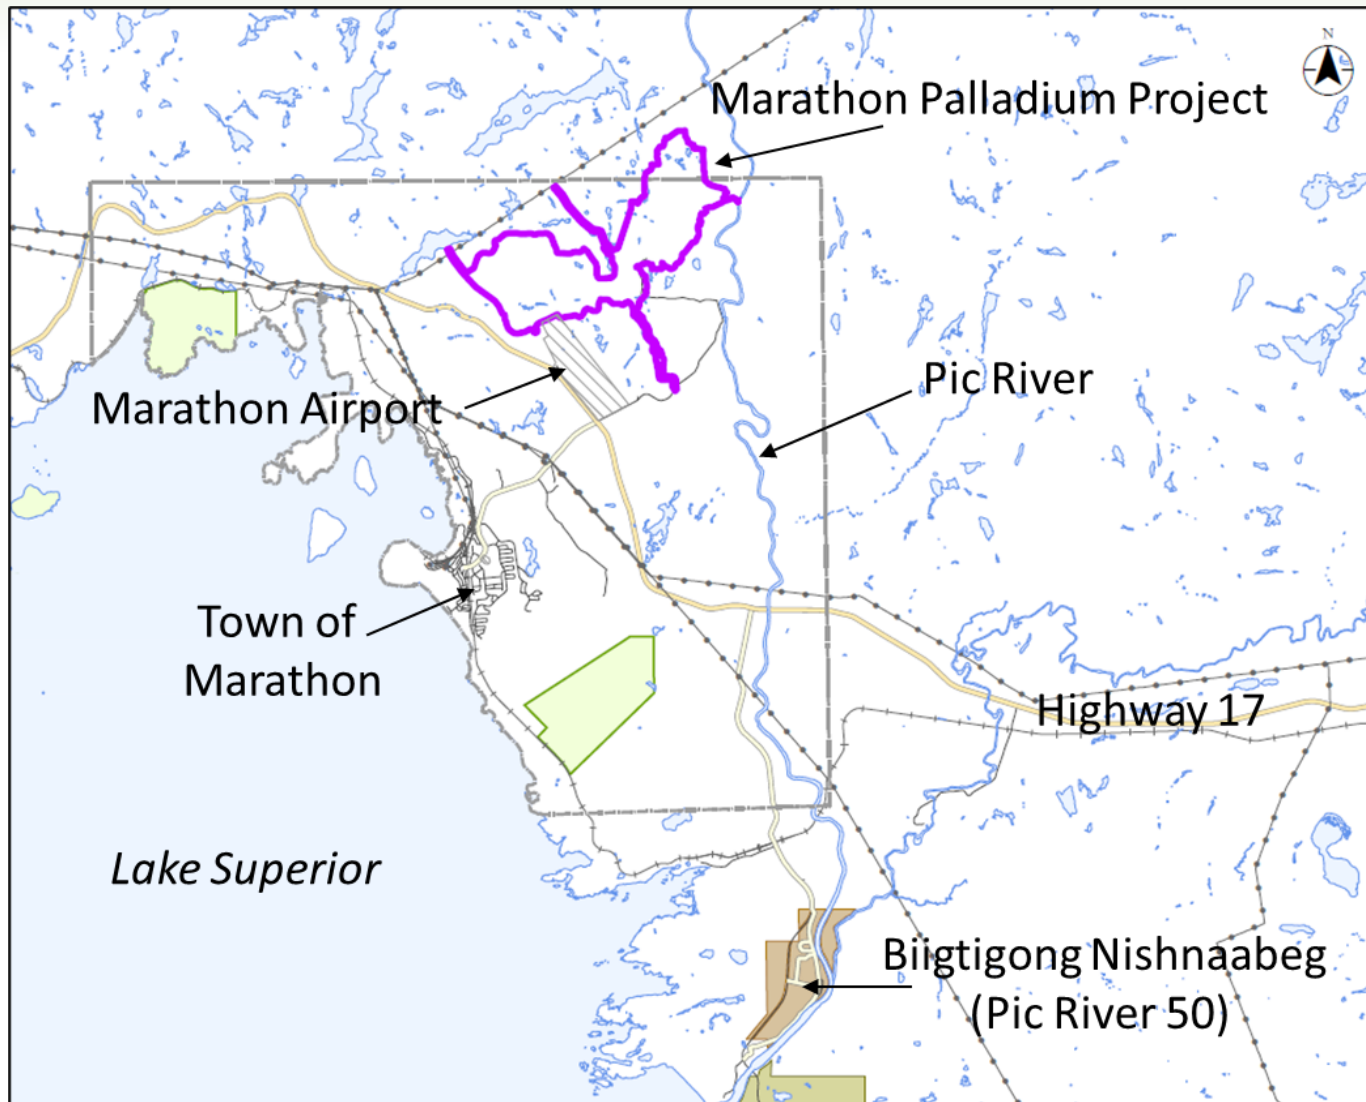 N
Marathon Palladium Project
Marathon Airport
Pic River
Town of
Marathon
Highway 17
Lake Superior
Biigtigong Nishnaabeg
(Pic River 50)